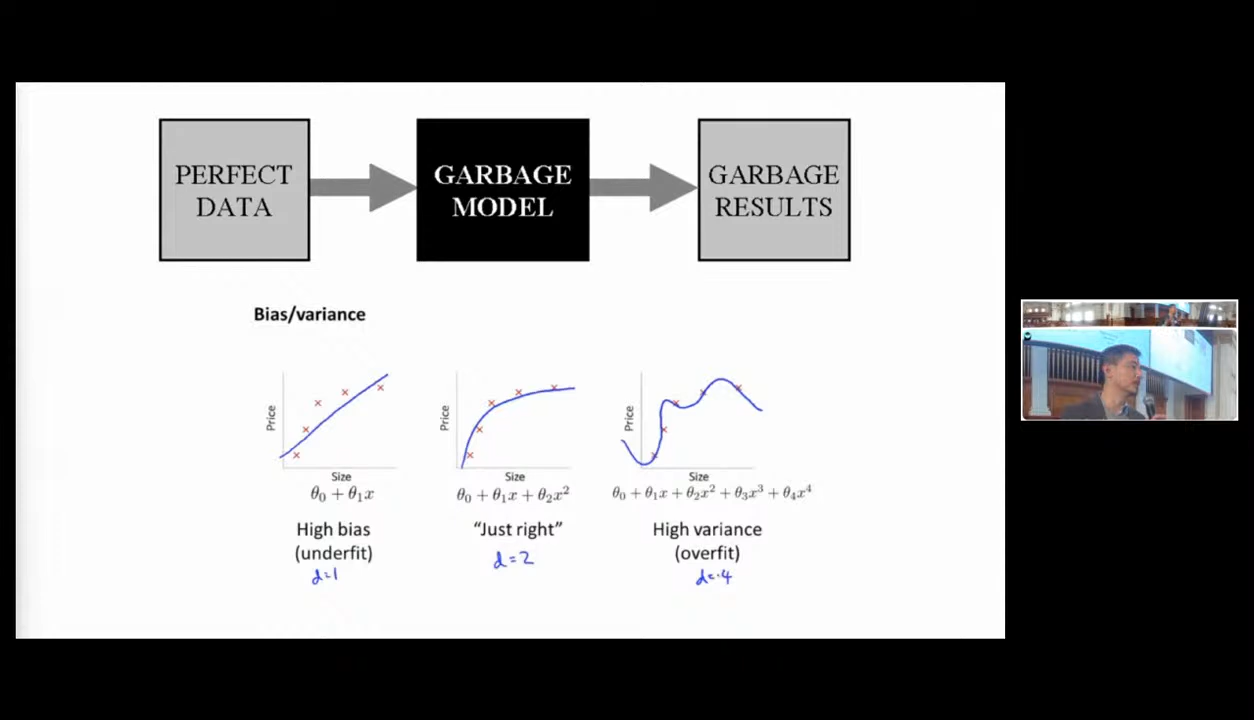 PERFECT
DATA
GARBAGE
MODEL
GARBAGE
RESULTS
Bias/variance
Price
Size
θ₀ + θ₁x
High bias
(underfit)
d=1
Price
Size
θ₀ + θ₁x + θ₂x²
“Just right”
d=2
Price
Size
θ₀ + θ₁x + θ₂x² + θ₃x³ + θ₄x⁴
High variance
(overfit)
d=4